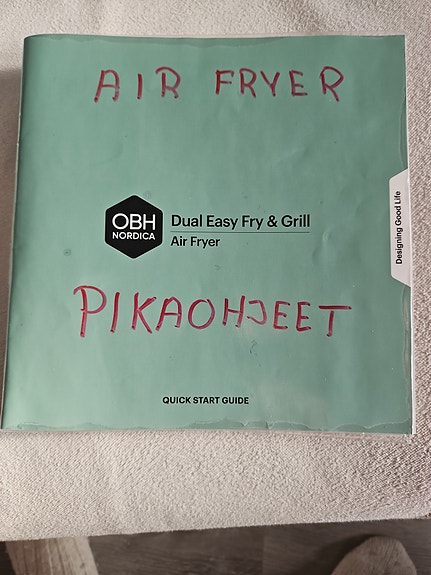 AIR FRYER
OBH
NORDICA
Dual Easy Fry & Grill
Air Fryer
Designing Good Life
PIKAOHJEET
QUICK START GUIDE